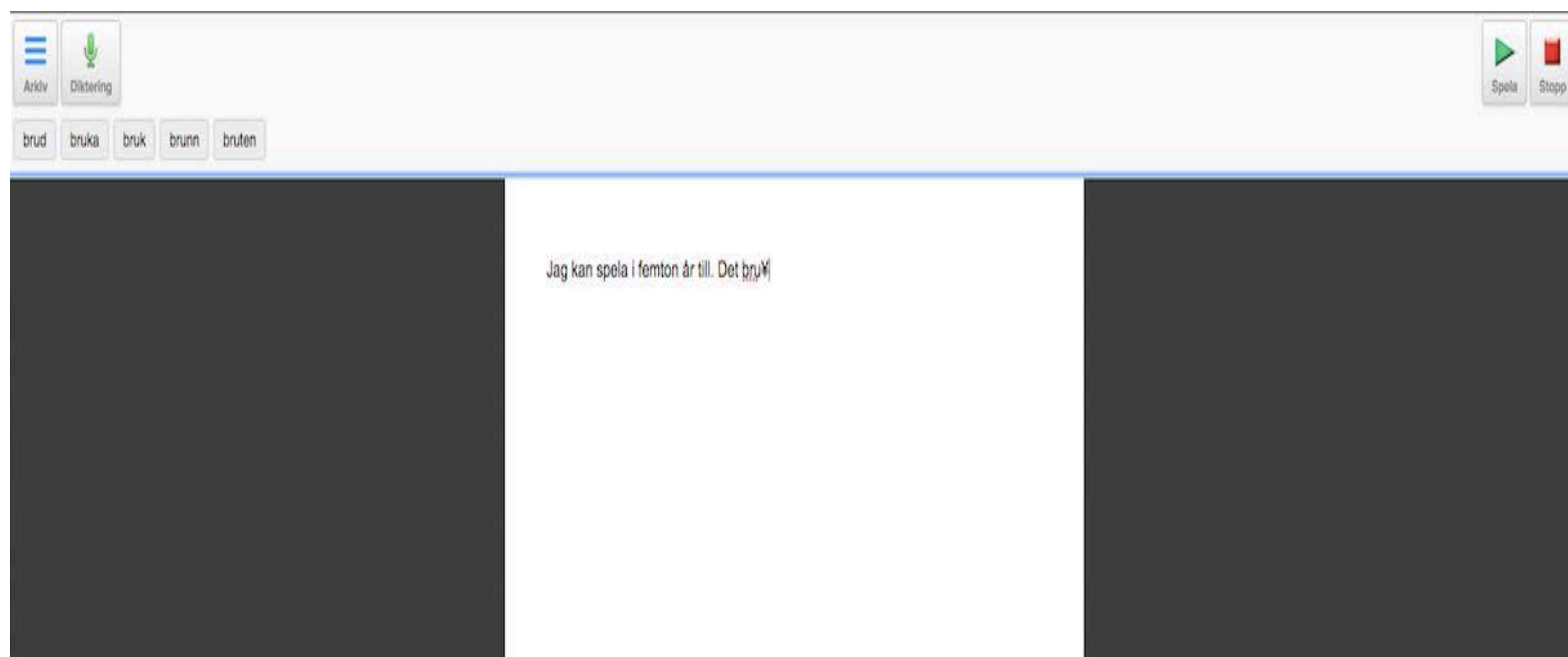 Arkiv Diktering Spela Stopp
brud bruka bruk brunn bruten
Jag kan spela i femton år till. Det bru¥